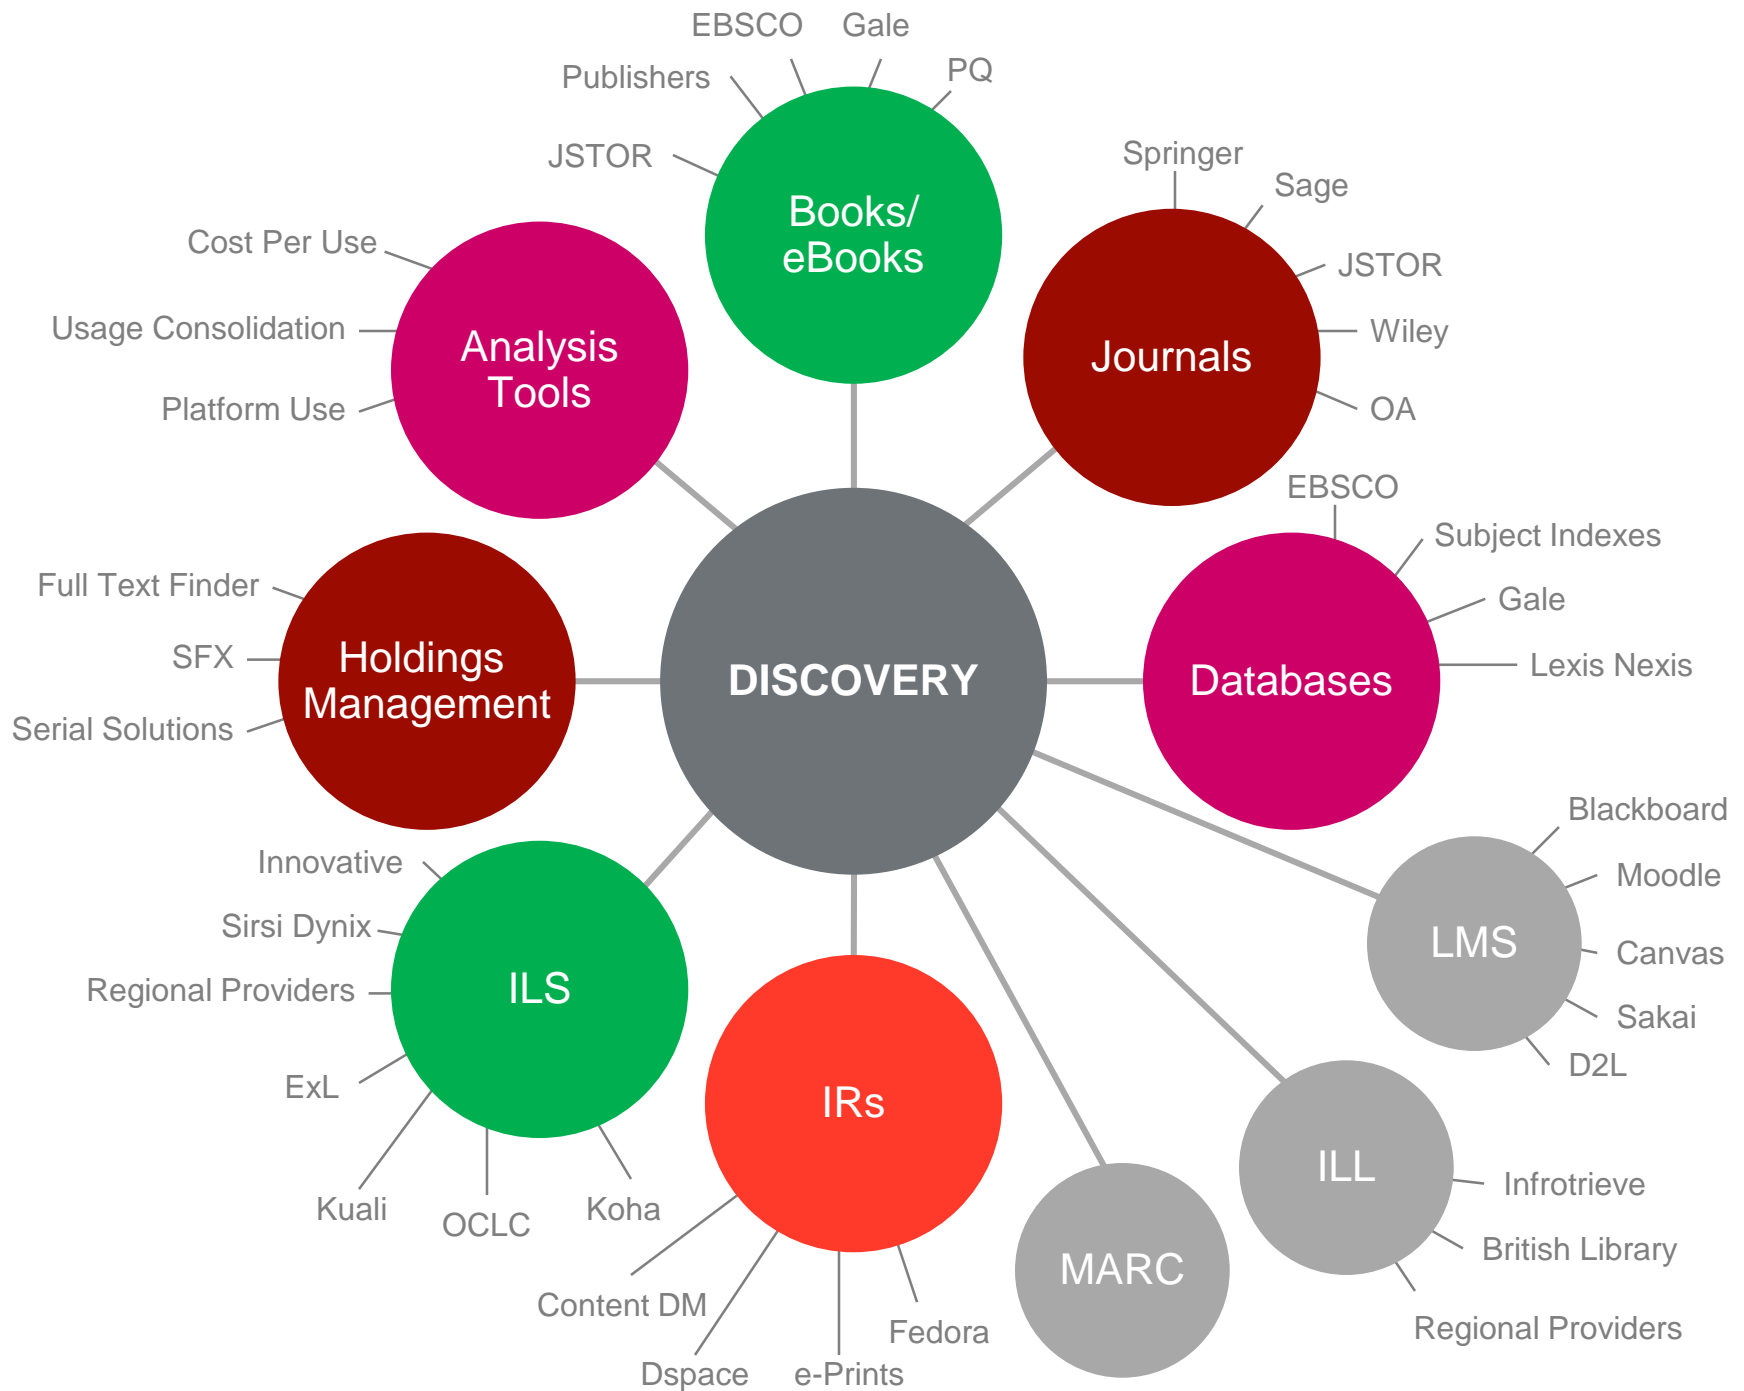 EBSCO
Gale
Publishers
PQ
JSTOR
Books/
eBooks
Springer
Sage
JSTOR
Wiley
OA
Journals
Cost Per Use
Usage Consolidation
Platform Use
Analysis
Tools
EBSCO
Subject Indexes
Gale
Lexis Nexis
Databases
Full Text Finder
SFX
Serial Solutions
Holdings
Management
DISCOVERY
Blackboard
Moodle
Canvas
Sakai
D2L
LMS
Innovative
Sirsi Dynix
Regional Providers
ExL
Kuali
OCLC
Koha
ILS
IRs
Content DM
Dspace
e-Prints
Fedora
MARC
ILL
Infrotrieve
British Library
Regional Providers